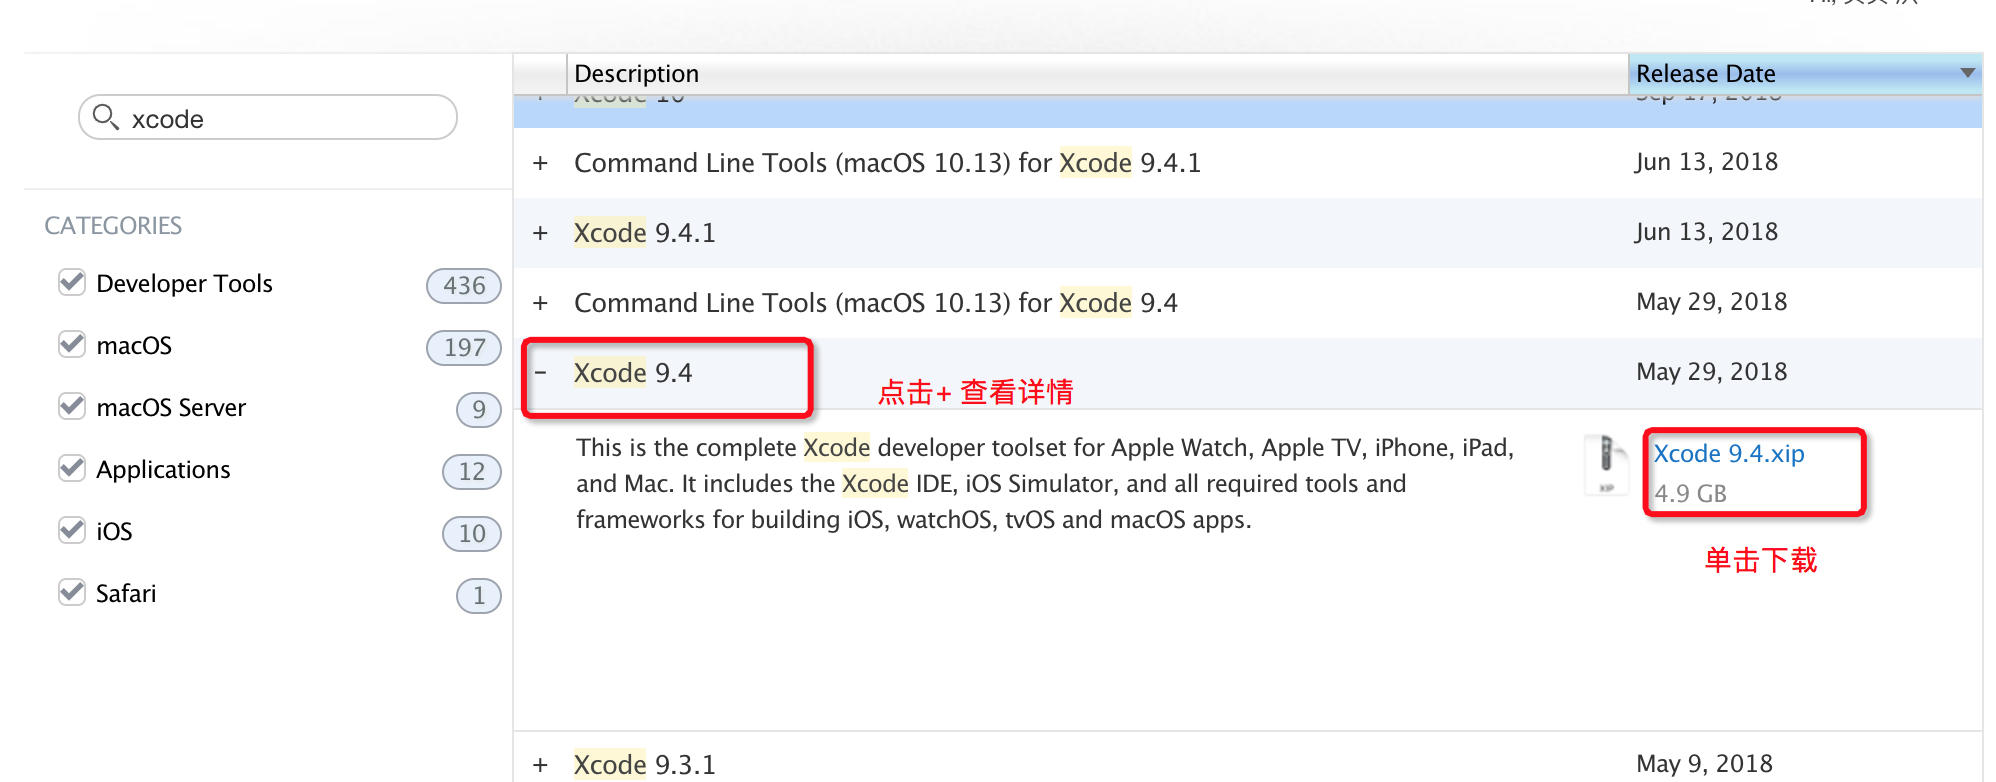 Description
Release Date
xcode
Xcode 10
Sep 17, 2018
+ Command Line Tools (macOS 10.13) for Xcode 9.4.1
Jun 13, 2018
+ Xcode 9.4.1
Jun 13, 2018
+ Command Line Tools (macOS 10.13) for Xcode 9.4
May 29, 2018
− Xcode 9.4
May 29, 2018
点击+ 查看详情
This is the complete Xcode developer toolset for Apple Watch, Apple TV, iPhone, iPad,
and Mac. It includes the Xcode IDE, iOS Simulator, and all required tools and
frameworks for building iOS, watchOS, tvOS and macOS apps.
XIP
Xcode 9.4.xip
4.9 GB
单击下载
+ Xcode 9.3.1
May 9, 2018
CATEGORIES
Developer Tools 436
macOS 197
macOS Server 9
Applications 12
iOS 10
Safari 1